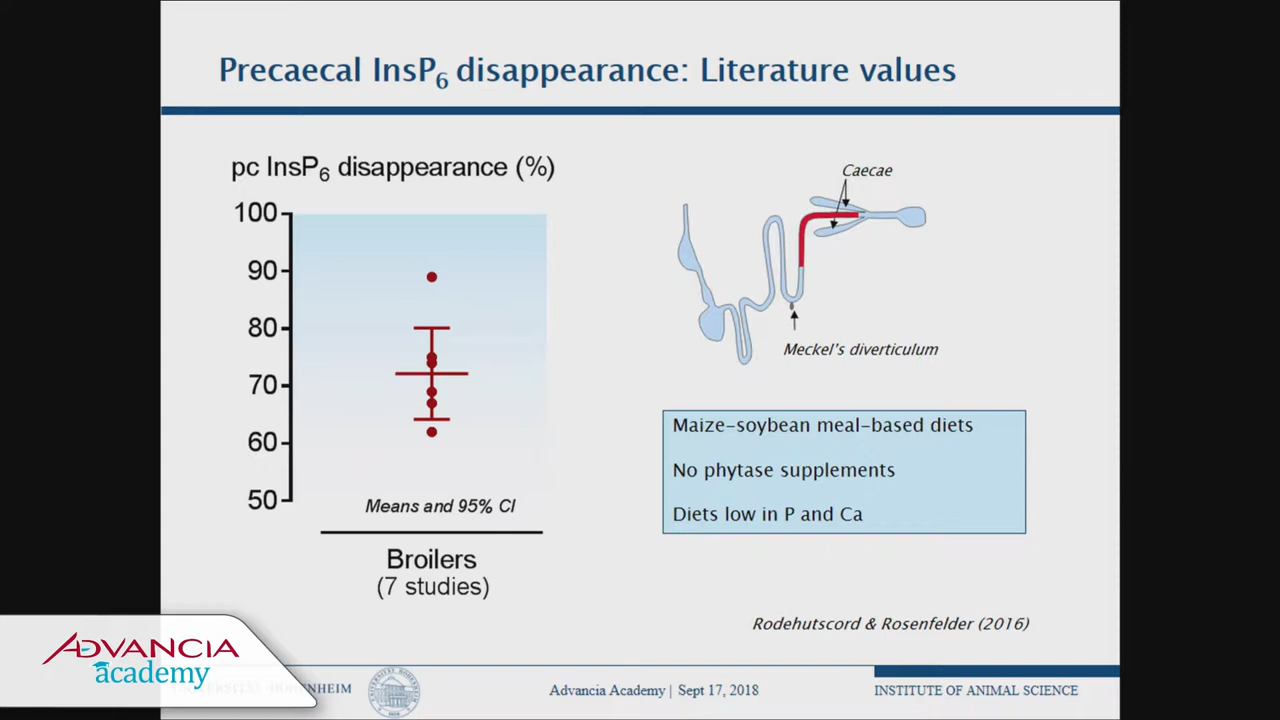 Precaecal InsP6 disappearance: Literature values
pc InsP6 disappearance (%)
100
90
80
70
60
50
Means and 95% CI
Broilers
(7 studies)
Caecae
Meckel's diverticulum
Maize-soybean meal-based diets
No phytase supplements
Diets low in P and Ca
Rodehutscord & Rosenfelder (2016)
ADVANCIA
academy
Advancia Academy | Sept 17, 2018
INSTITUTE OF ANIMAL SCIENCE